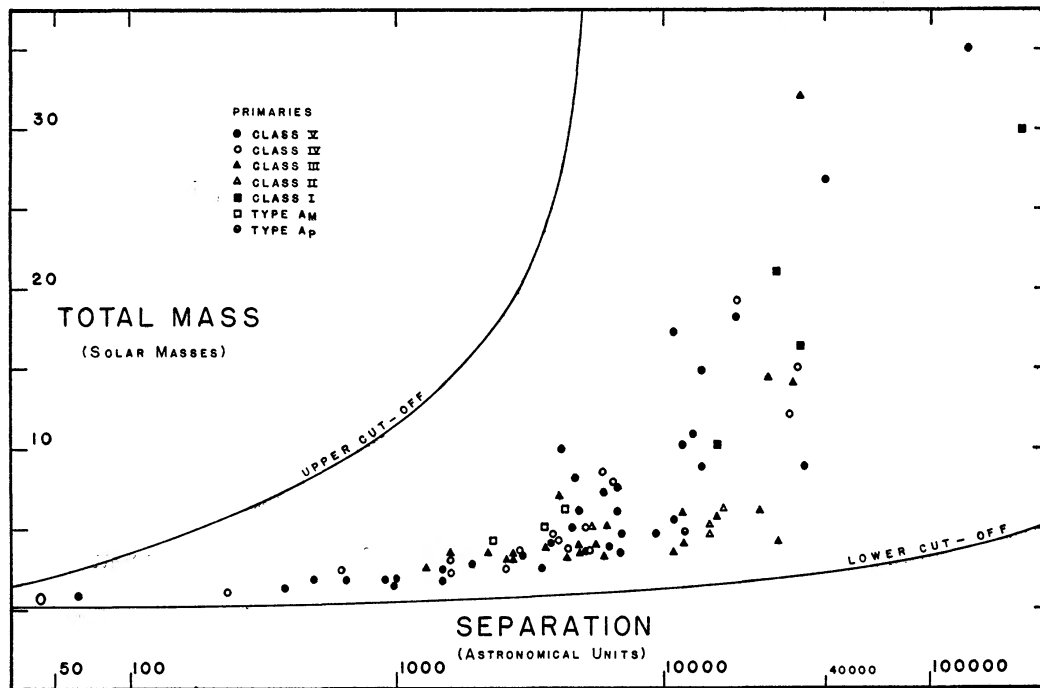 PRIMARIES
CLASS V
CLASS IV
CLASS III
CLASS II
CLASS I
TYPE AM
TYPE AP
30
20
TOTAL MASS
(SOLAR MASSES)
10
UPPER CUT-OFF
LOWER CUT-OFF
0
SEPARATION
(ASTRONOMICAL UNITS)
50 100 1000 10000 40000 100000